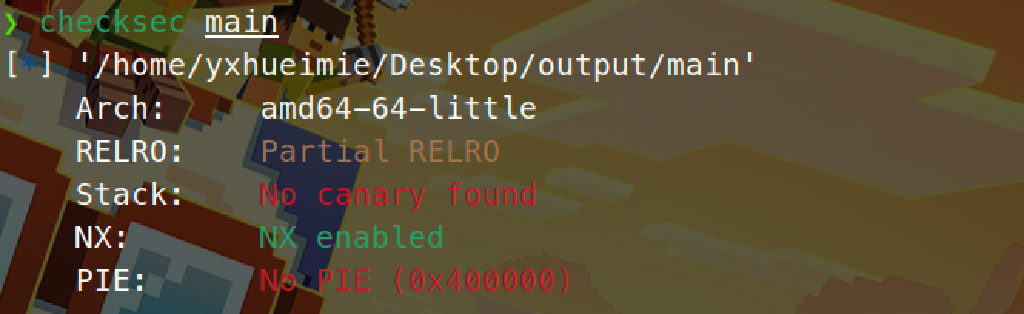 ❯ checksec main
[*] '/home/yxhueimie/Desktop/output/main'
Arch: amd64-64-little
RELRO: Partial RELRO
Stack: No canary found
NX: NX enabled
PIE: No PIE (0x400000)